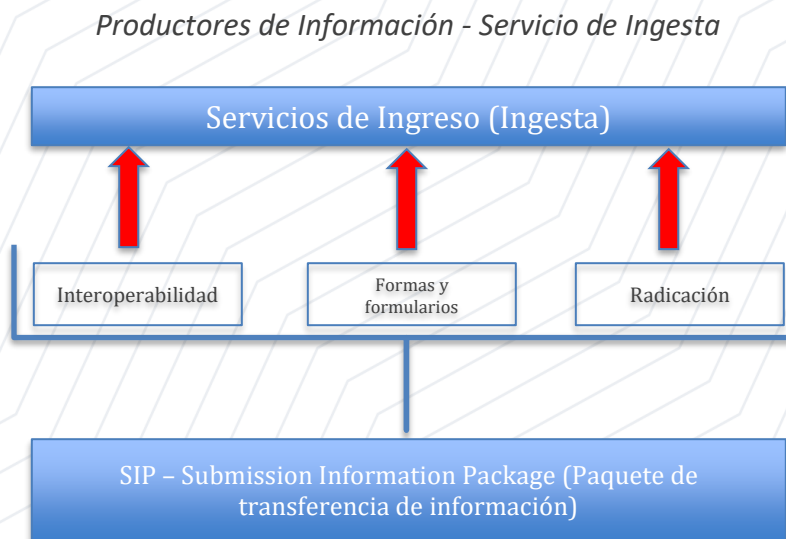 Productores de Información - Servicio de Ingesta
Servicios de Ingreso (Ingesta)
Interoperabilidad
Formas y
formularios
Radicación
SIP – Submission Information Package (Paquete de
transferencia de información)